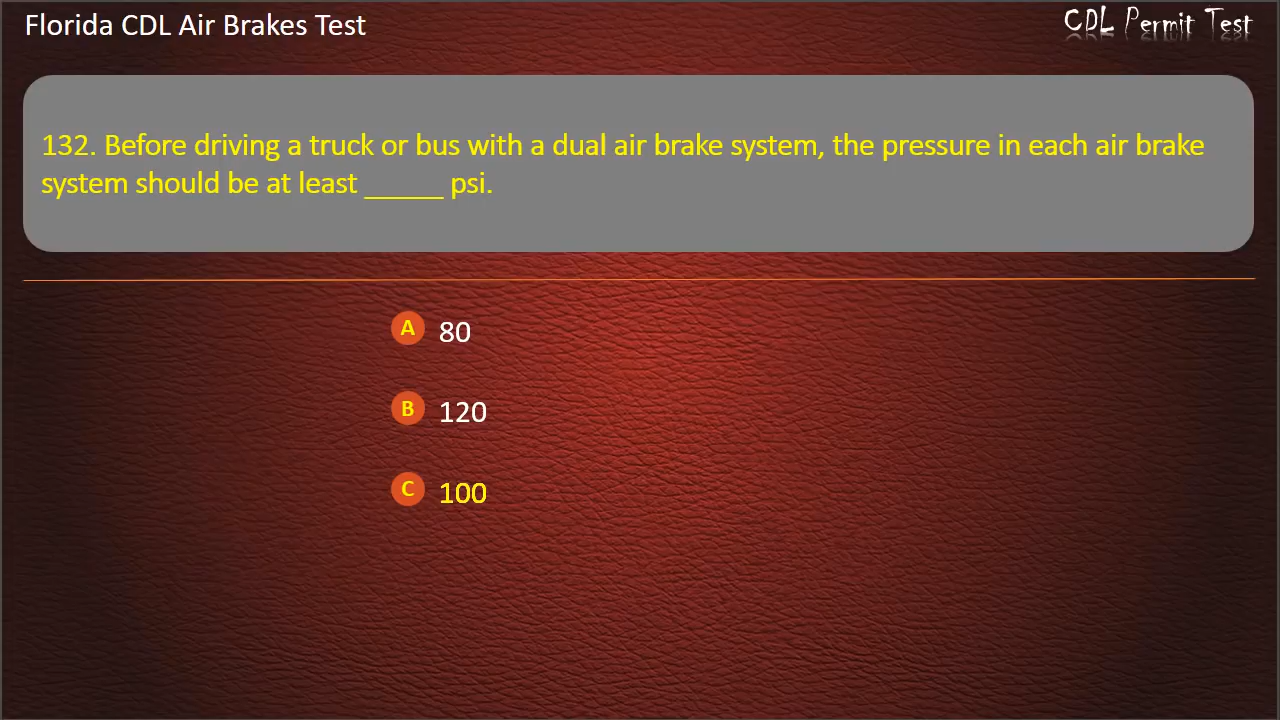 Florida CDL Air Brakes Test
CDL Permit Test
132. Before driving a truck or bus with a dual air brake system, the pressure in each air brake
system should be at least _____ psi.
A 80
B 120
C 100